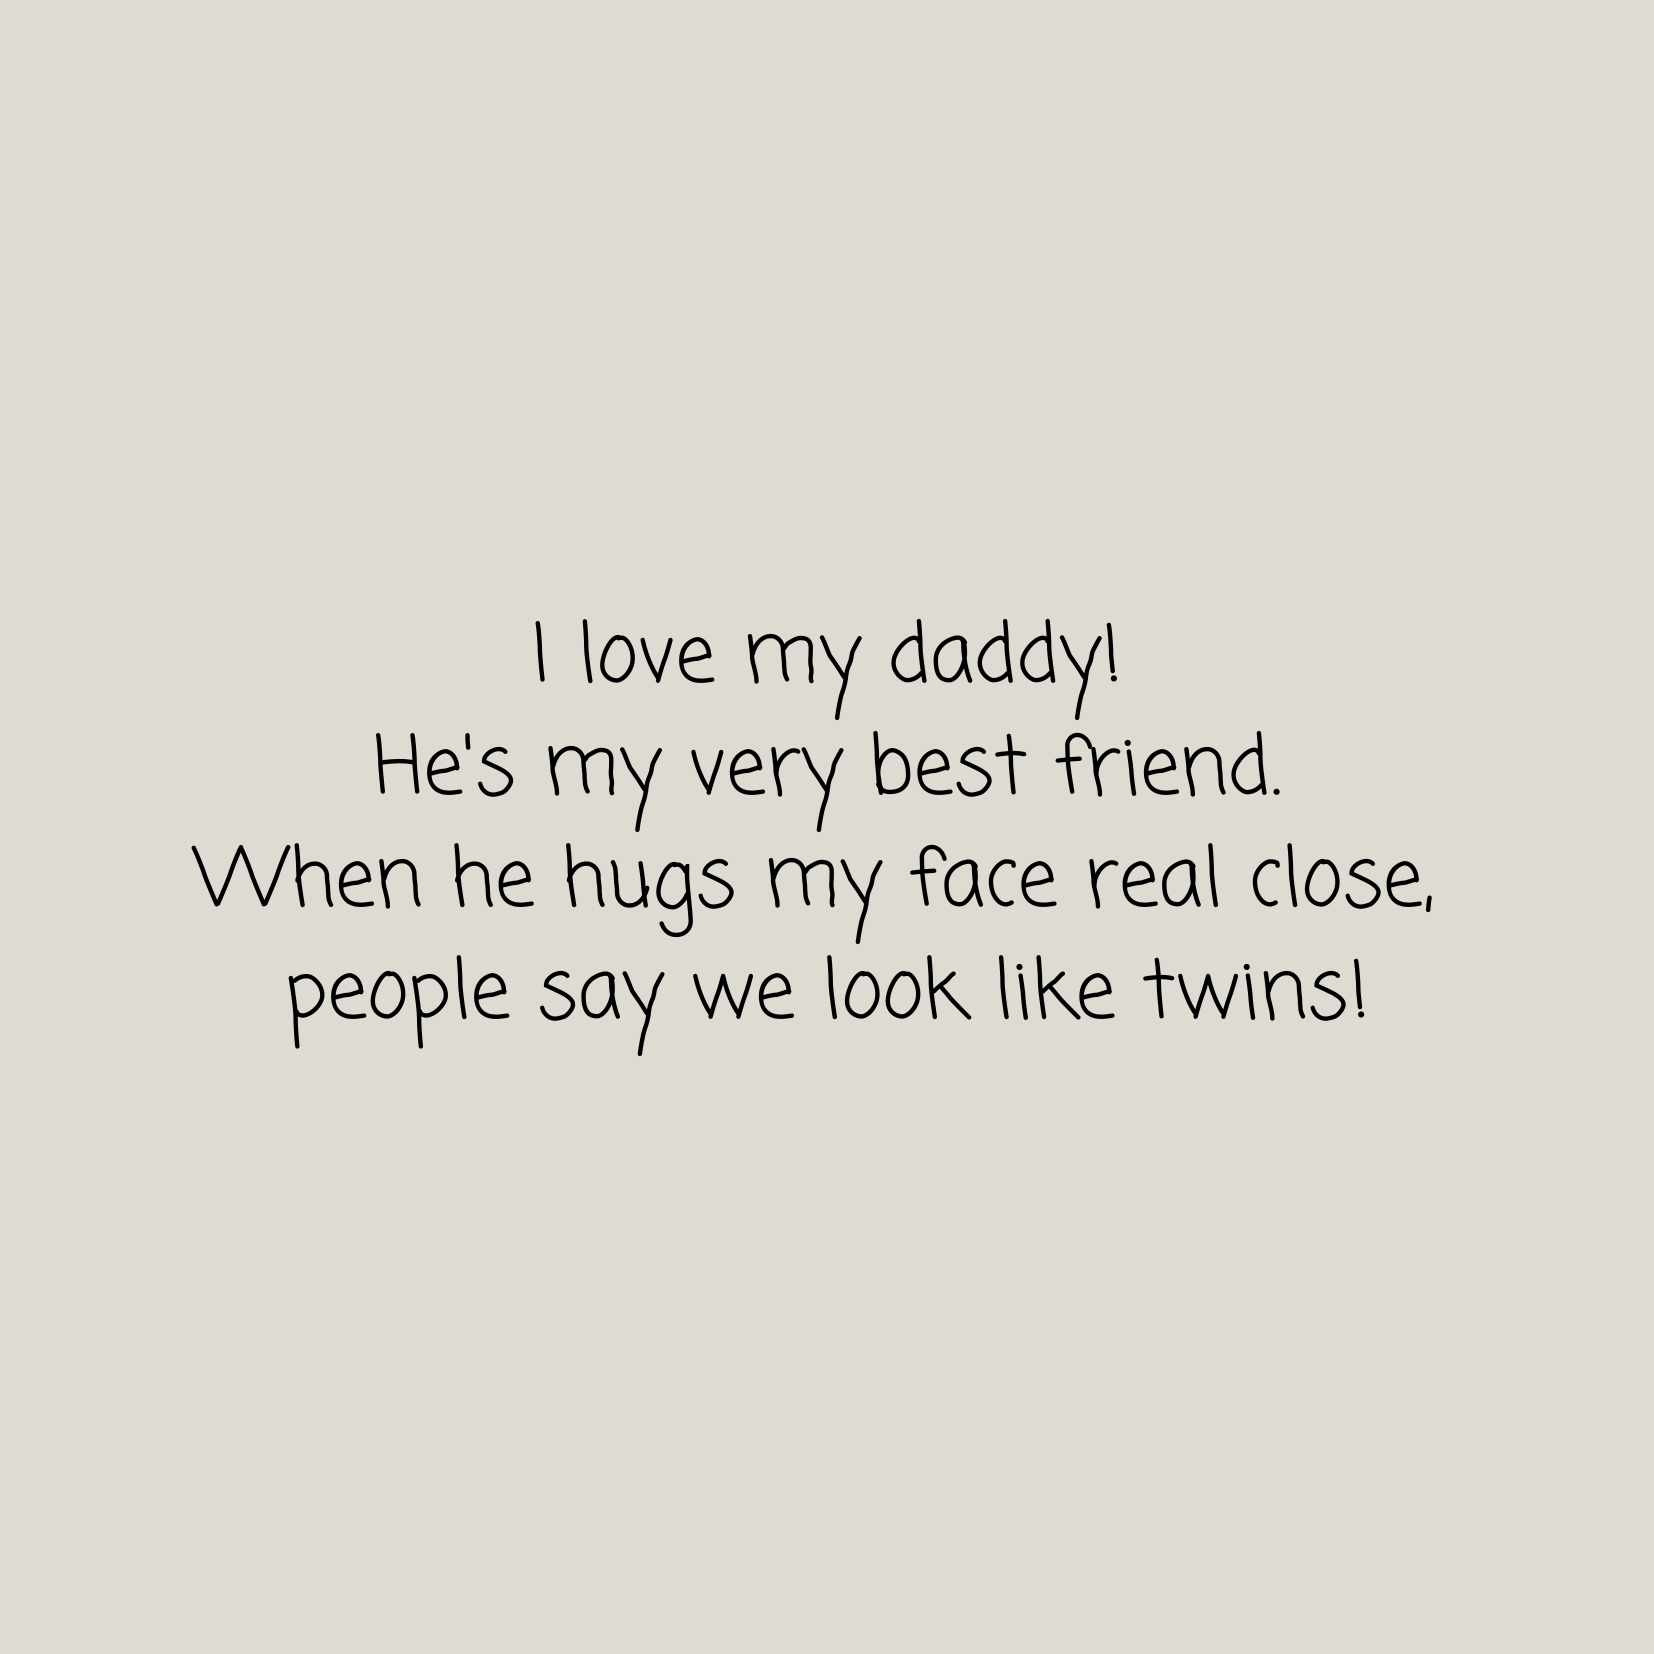 I love my daddy!
He's my very best friend.
When he hugs my face real close,
people say we look like twins!